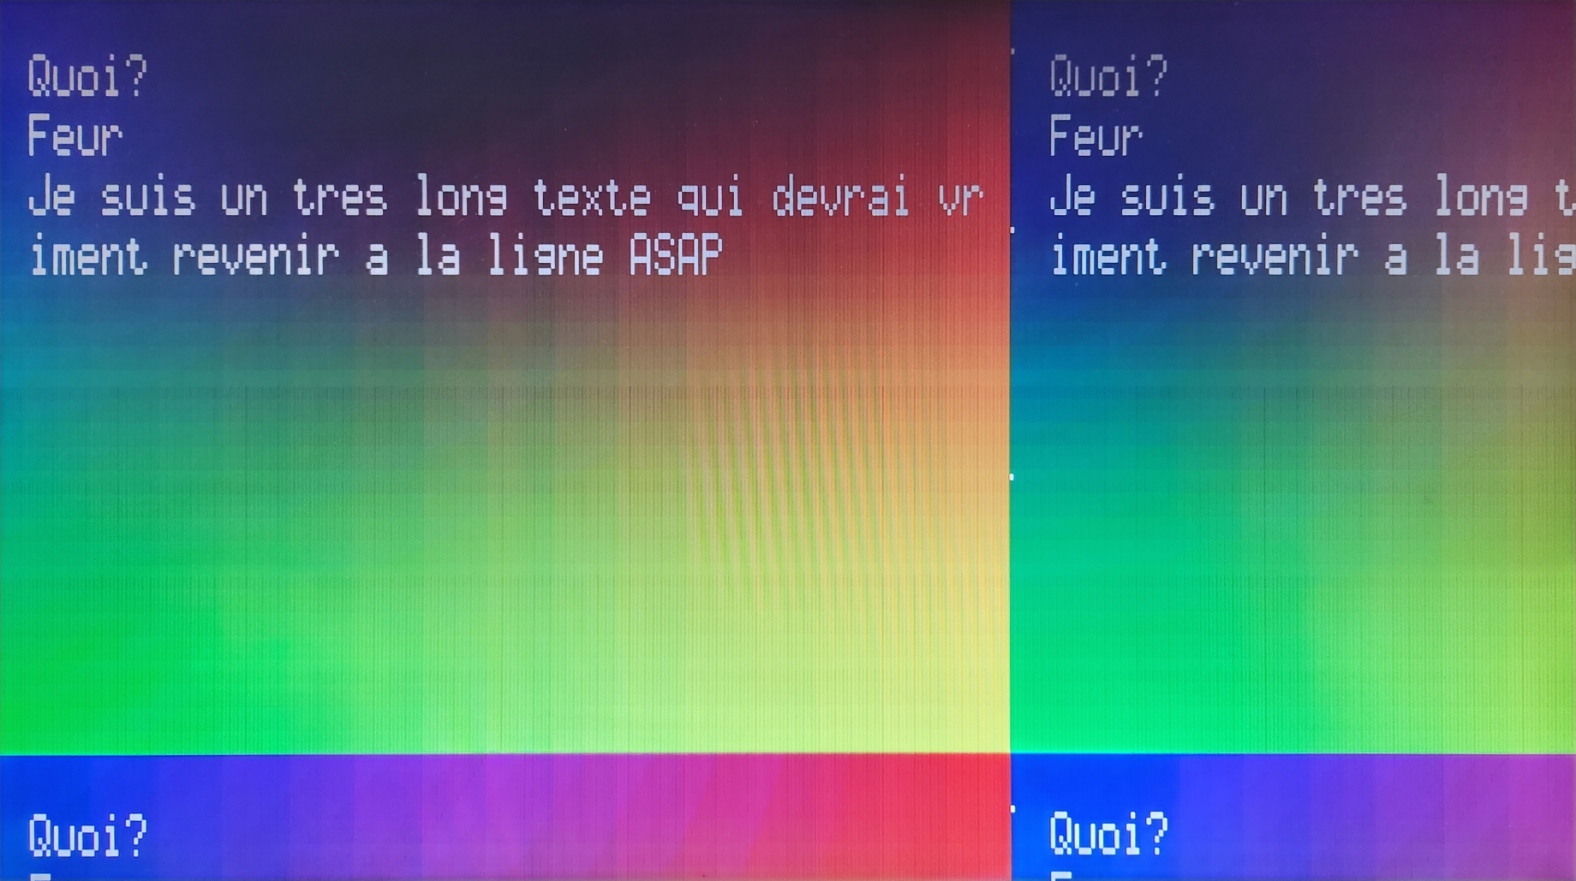 Quoi?
Feur
Je suis un tres long texte qui devrai vr
iment revenir a la ligne ASAP
Quoi?
Feur
Je suis un tres long t
iment revenir a la lig
Quoi?
Quoi?